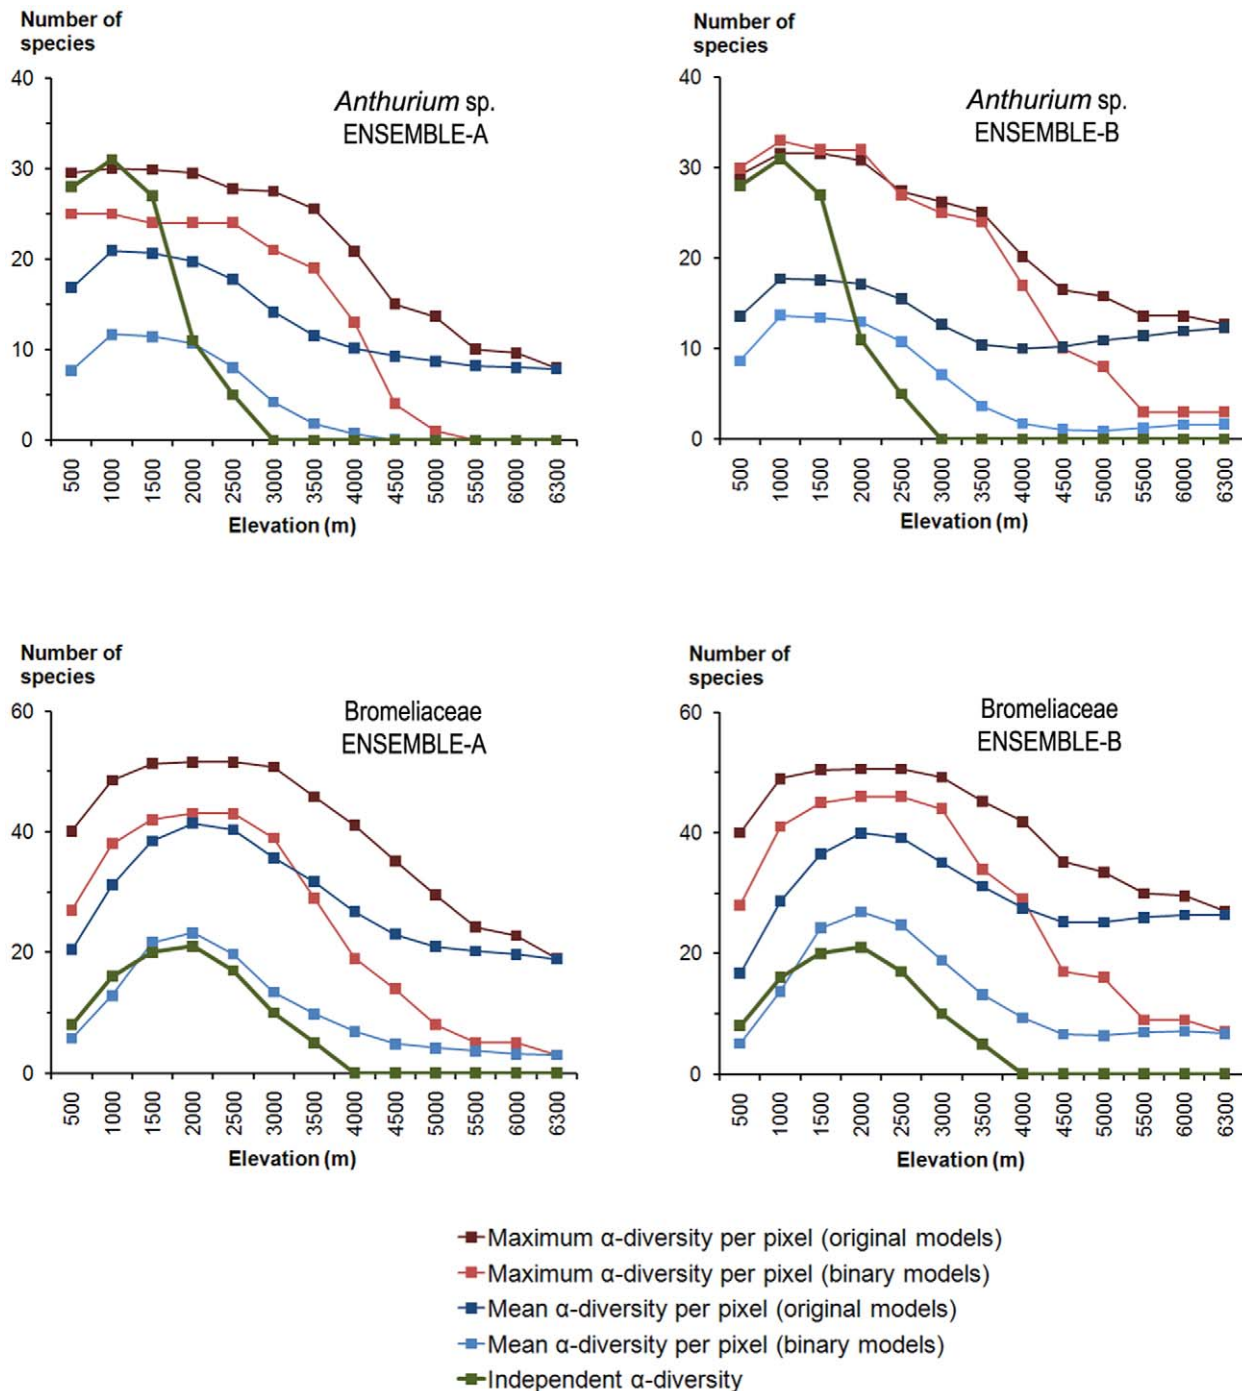 Number of
species
Anthurium sp.
ENSEMBLE-A
40
30
20
10
0
500 1000 1500 2000 2500 3000 3500 4000 4500 5000 5500 6000 6300
Elevation (m)
Number of
species
Anthurium sp.
ENSEMBLE-B
40
30
20
10
0
500 1000 1500 2000 2500 3000 3500 4000 4500 5000 5500 6000 6300
Elevation (m)
Number of
species
Bromeliaceae
ENSEMBLE-A
60
40
20
0
500 1000 1500 2000 2500 3000 3500 4000 4500 5000 5500 6000 6300
Elevation (m)
Number of
species
Bromeliaceae
ENSEMBLE-B
60
40
20
0
500 1000 1500 2000 2500 3000 3500 4000 4500 5000 5500 6000 6300
Elevation (m)
Maximum α-diversity per pixel (original models)
Maximum α-diversity per pixel (binary models)
Mean α-diversity per pixel (original models)
Mean α-diversity per pixel (binary models)
Independent α-diversity